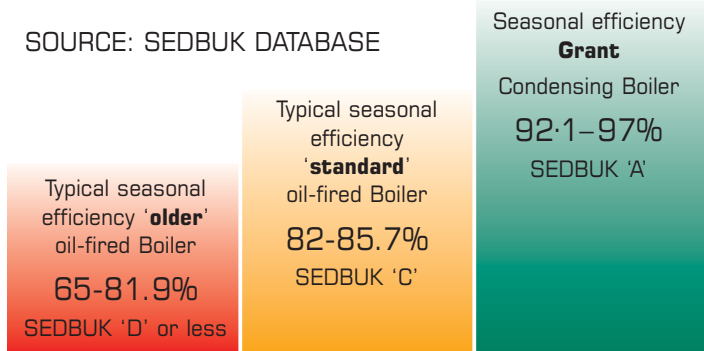 SOURCE: SEDBUK DATABASE
Typical seasonal
efficiency ‘older’
oil-fired Boiler
65-81.9%
SEDBUK ‘D’ or less
Typical seasonal
efficiency
‘standard’
oil-fired Boiler
82-85.7%
SEDBUK ‘C’
Seasonal efficiency
Grant
Condensing Boiler
92·1–97%
SEDBUK ‘A’